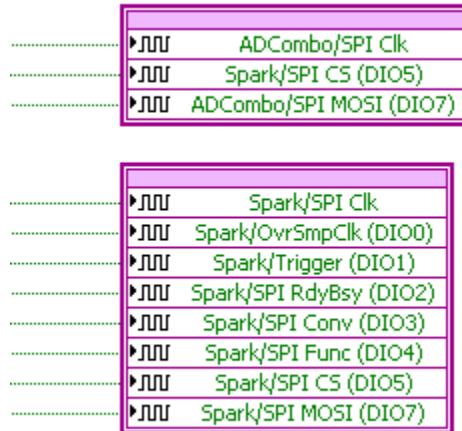 ADCombo/SPI Clk
Spark/SPI CS (DIO5)
ADCombo/SPI MOSI (DIO7)
Spark/SPI Clk
Spark/OvrSmpClk (DIO0)
Spark/Trigger (DIO1)
Spark/SPI RdyBsy (DIO2)
Spark/SPI Conv (DIO3)
Spark/SPI Func (DIO4)
Spark/SPI CS (DIO5)
Spark/SPI MOSI (DIO7)